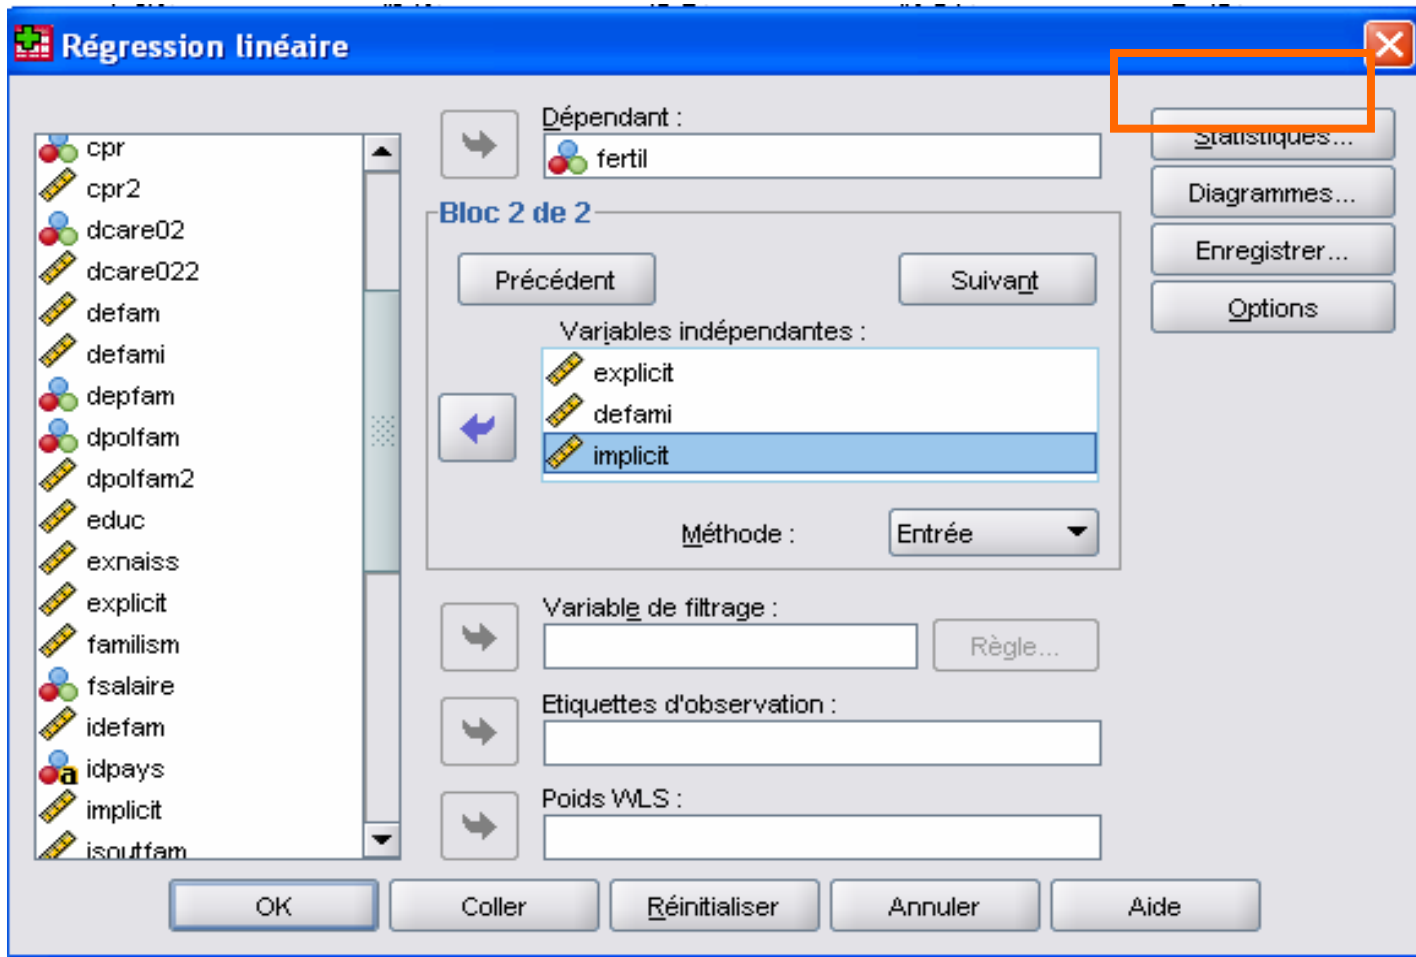 Régression linéaire
cpr
cpr2
dcare02
dcare022
defam
defami
depfam
dpolfam
dpolfam2
educ
exnaiss
explicit
familism
fsalaire
idefam
a idpays
implicit
isoutfam
Dépendant :
fertil
Bloc 2 de 2
Précédent
Suivant
Variables indépendantes :
explicit
defami
implicit
Méthode :
Entrée
Variable de filtrage :
Règle...
Etiquettes d'observation :
Poids WLS :
Statistiques...
Diagrammes...
Enregistrer...
Options
OK
Coller
Réinitialiser
Annuler
Aide